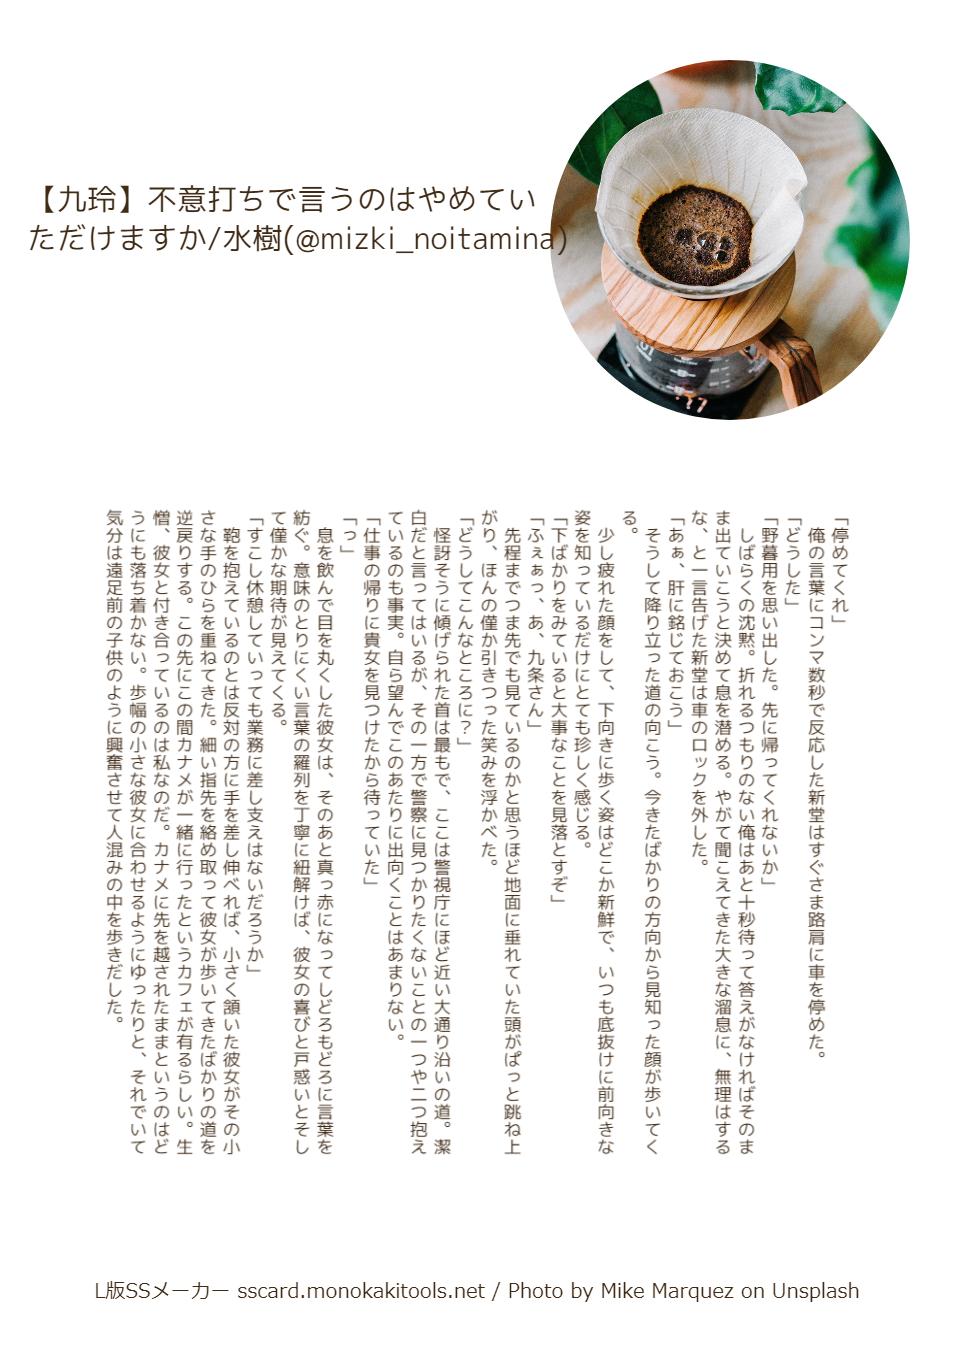 【九玲】不意打ちで言うのはやめてい
ただけますか/水樹(@mizki_noitamina)
「停めてくれ」
　俺の言葉にコンマ数秒で反応した新堂はすぐさま路肩に車を停めた。
「どうした」
「野暮用を思い出した。先に帰ってくれないか」
　しばらくの沈黙。折れるつもりのない俺はあと十秒待って答えがなければそのま
ま出ていこうと決めて息を潜める。やがて聞こえてきた大きな溜息に、無理はする
な、と一言告げた新堂は車のロックを外した。
「あぁ、肝に銘じておこう」
　そうして降り立った道の向こう。今きたばかりの方向から見知った顔が歩いてく
る。
　少し疲れた顔をして、下向きに歩く姿はどこか新鮮で、いつも底抜けに前向きな
姿を知っているだけにとても珍しく感じる。
「下ばかりをみていると大事なことを見落とすぞ」
「ふぇぁっ、あ、九条さん」
　先程までつま先でも見ているのかと思うほど地面に垂れていた頭がぱっと跳ね上
がり、ほんの僅か引きつった笑みを浮かべた。
「どうしてこんなところに？」
　怪訝そうに傾げられた首は最もで、ここは警視庁にほど近い大通り沿いの道。潔
白だと言ってはいるが、その一方で警察に見つかりたくないことの一つや二つ抱え
ているのも事実。自ら望んでこのあたりに出向くことはあまりない。
「仕事の帰りに貴女を見つけたから待っていた」
「っ」
　息を飲んで目を丸くした彼女は、そのあと真っ赤になってしどろもどろに言葉を
紡ぐ。意味のとりにくい言葉の羅列を丁寧に紐解けば、彼女の喜びと戸惑いとそし
て僅かな期待が見えてくる。
「すこし休憩していっても業務に差し支えはないだろうか」
　鞄を抱えているのとは反対の方に手を差し伸べれば、小さく頷いた彼女がその小
さな手のひらを重ねてきた。細い指先を絡め取って彼女が歩いてきたばかりの道を
逆戻りする。この先にこの間カナメが一緒に行ったというカフェが有るらしい。生
憎、彼女と付き合っているのは私なのだ。カナメに先を越されたままというのはど
うにも落ち着かない。歩幅の小さな彼女に合わせるようにゆったりと、それでいて
気分は遠足前の子供のように興奮させて人混みの中を歩きだした。
L版SSメーカー sscard.monokakitools.net / Photo by Mike Marquez on Unsplash